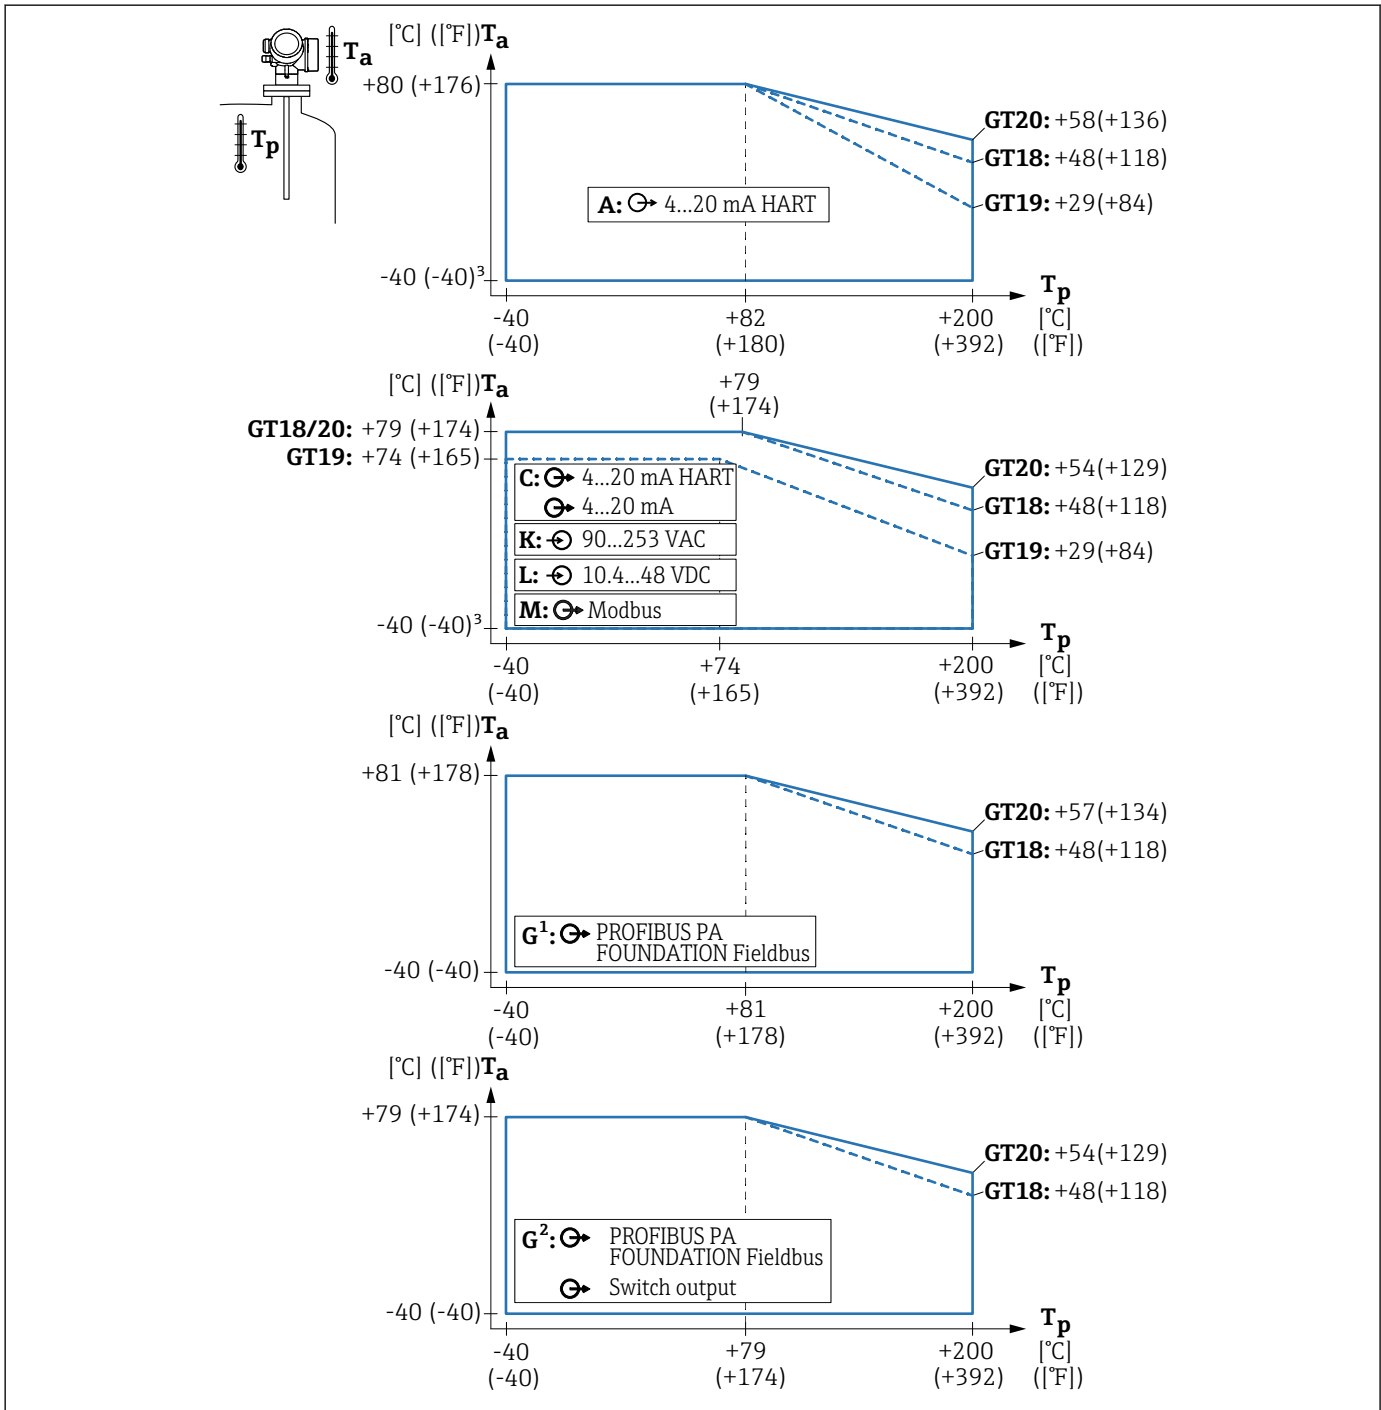 [°C] ([°F])Ta
Ta
Tp
+80 (+176)
GT20: +58(+136)
GT18: +48(+118)
GT19: +29(+84)
A: 4...20 mA HART
-40 (-40)³
Tp
-40 +82 +200 [°C]
(-40) (+180) (+392) ([°F])
[°C] ([°F])Ta
+79
(+174)
GT18/20: +79 (+174)
GT19: +74 (+165)
GT20: +54(+129)
GT18: +48(+118)
GT19: +29(+84)
C: 4...20 mA HART
4...20 mA
K: 90...253 VAC
L: 10.4...48 VDC
M: Modbus
-40 (-40)³
Tp
-40 +74 +200 [°C]
(-40) (+165) (+392) ([°F])
[°C] ([°F])Ta
+81 (+178)
GT20: +57(+134)
GT18: +48(+118)
G¹: PROFIBUS PA
FOUNDATION Fieldbus
-40 (-40)
Tp
-40 +81 +200 [°C]
(-40) (+178) (+392) ([°F])
[°C] ([°F])Ta
+79 (+174)
GT20: +54(+129)
GT18: +48(+118)
G²: PROFIBUS PA
FOUNDATION Fieldbus
Switch output
-40 (-40)
Tp
-40 +79 +200 [°C]
(-40) (+174) (+392) ([°F])